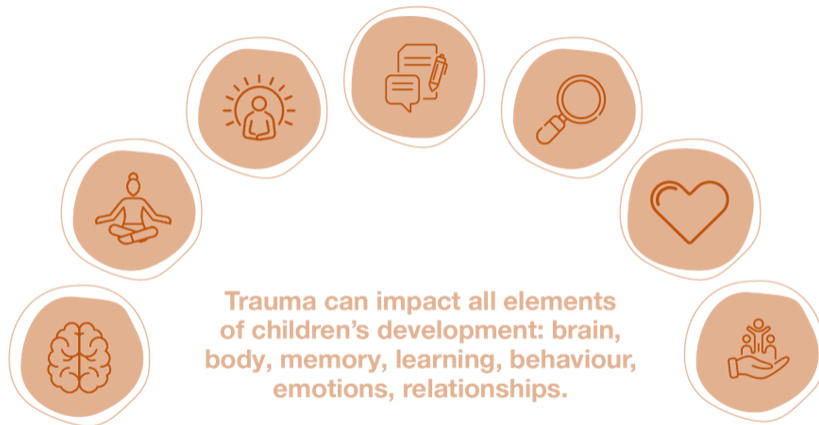 Trauma can impact all elements
of children’s development: brain,
body, memory, learning, behaviour,
emotions, relationships.